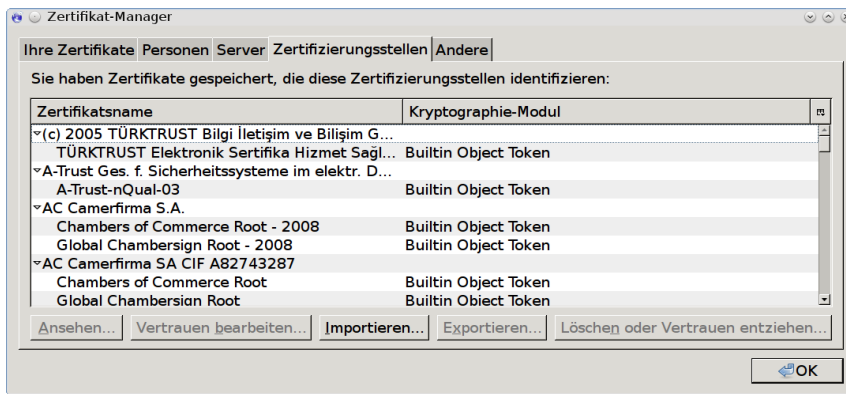 Zertifikat-Manager
Ihre Zertifikate Personen Server Zertifizierungsstellen Andere
Sie haben Zertifikate gespeichert, die diese Zertifizierungsstellen identifizieren:
Zertifikatsname Kryptographie-Modul
(c) 2005 TÜRKTRUST Bilgi İletişim ve Bilişim G...
TÜRKTRUST Elektronik Sertifika Hizmet Sağl... Builtin Object Token
A-Trust Ges. f. Sicherheitssysteme im elektr. D...
A-Trust-nQual-03 Builtin Object Token
AC Camerfirma S.A.
Chambers of Commerce Root - 2008 Builtin Object Token
Global Chambersign Root - 2008 Builtin Object Token
AC Camerfirma SA CIF A82743287
Chambers of Commerce Root Builtin Object Token
Global Chambersign Root Builtin Object Token
Ansehen... Vertrauen bearbeiten... Importieren... Exportieren... Löschen oder Vertrauen entziehen...
OK